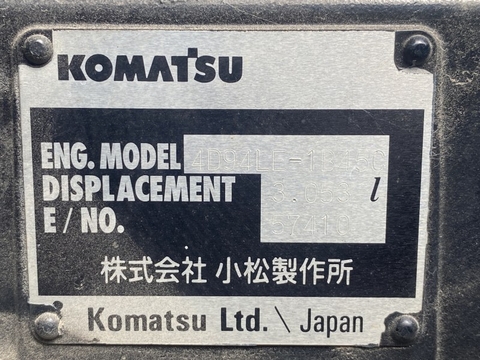 KOMATSU
ENG. MODEL
DISPLACEMENT l
E / NO.
株式会社 小松製作所
Komatsu Ltd. \ Japan